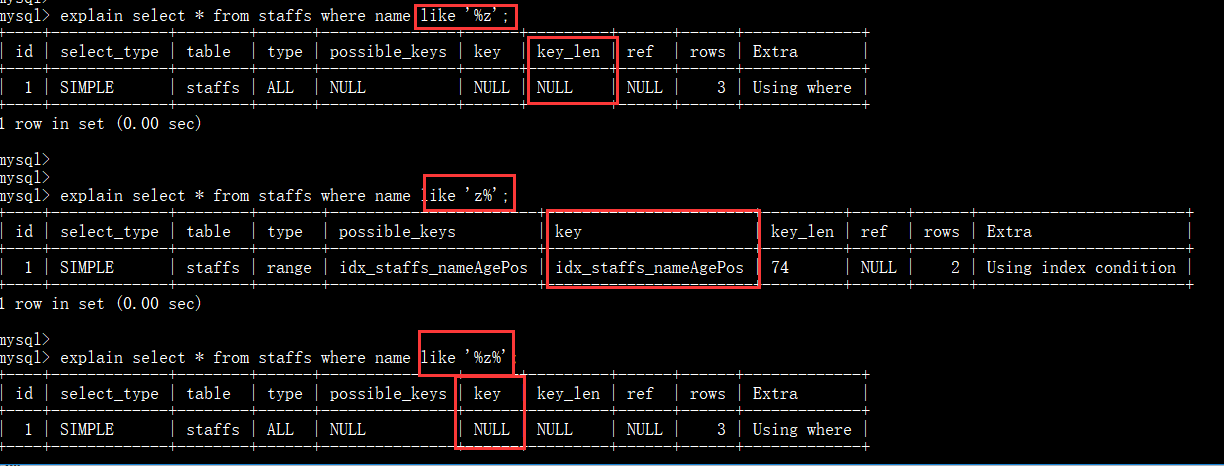 mysql> explain select * from staffs where name like '%z';
+----+-------------+--------+------+---------------+------+---------+------+------+-------------+
| id | select_type | table | type | possible_keys | key | key_len | ref | rows | Extra |
+----+-------------+--------+------+---------------+------+---------+------+------+-------------+
| 1 | SIMPLE | staffs | ALL | NULL | NULL | NULL | NULL | 3 | Using where |
+----+-------------+--------+------+---------------+------+---------+------+------+-------------+
1 row in set (0.00 sec)
mysql>
mysql>
mysql> explain select * from staffs where name like 'z%';
+----+-------------+--------+-------+-----------------------+-----------------------+---------+------+------+-----------------------+
| id | select_type | table | type | possible_keys | key | key_len | ref | rows | Extra |
+----+-------------+--------+-------+-----------------------+-----------------------+---------+------+------+-----------------------+
| 1 | SIMPLE | staffs | range | idx_staffs_nameAgePos | idx_staffs_nameAgePos | 74 | NULL | 2 | Using index condition |
+----+-------------+--------+-------+-----------------------+-----------------------+---------+------+------+-----------------------+
1 row in set (0.00 sec)
mysql>
mysql> explain select * from staffs where name like '%z%';
+----+-------------+--------+------+---------------+------+---------+------+------+-------------+
| id | select_type | table | type | possible_keys | key | key_len | ref | rows | Extra |
+----+-------------+--------+------+---------------+------+---------+------+------+-------------+
| 1 | SIMPLE | staffs | ALL | NULL | NULL | NULL | NULL | 3 | Using where |
+----+-------------+--------+------+---------------+------+---------+------+------+-------------+